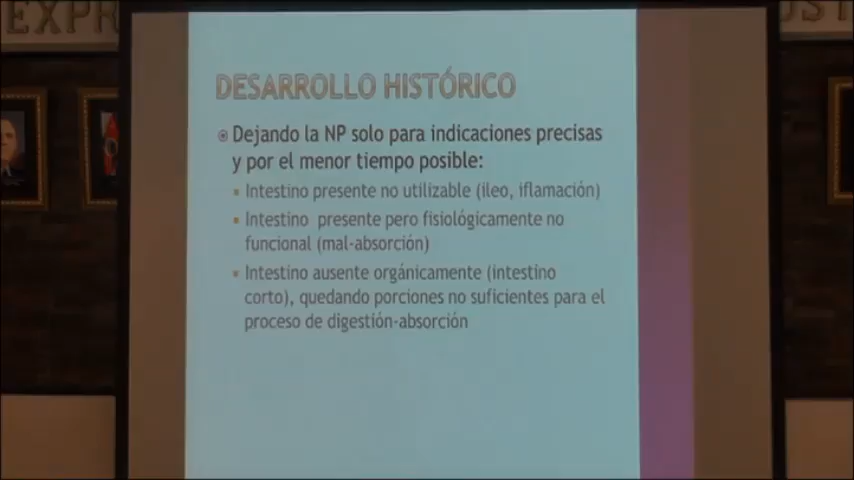 EXPR
DESARROLLO HISTÓRICO
Dejando la NP solo para indicaciones precisas
y por el menor tiempo posible:
Intestino presente no utilizable (ileo, iflamación)
Intestino presente pero fisiológicamente no
funcional (mal-absorción)
Intestino ausente orgánicamente (intestino
corto), quedando porciones no suficientes para el
proceso de digestión-absorción